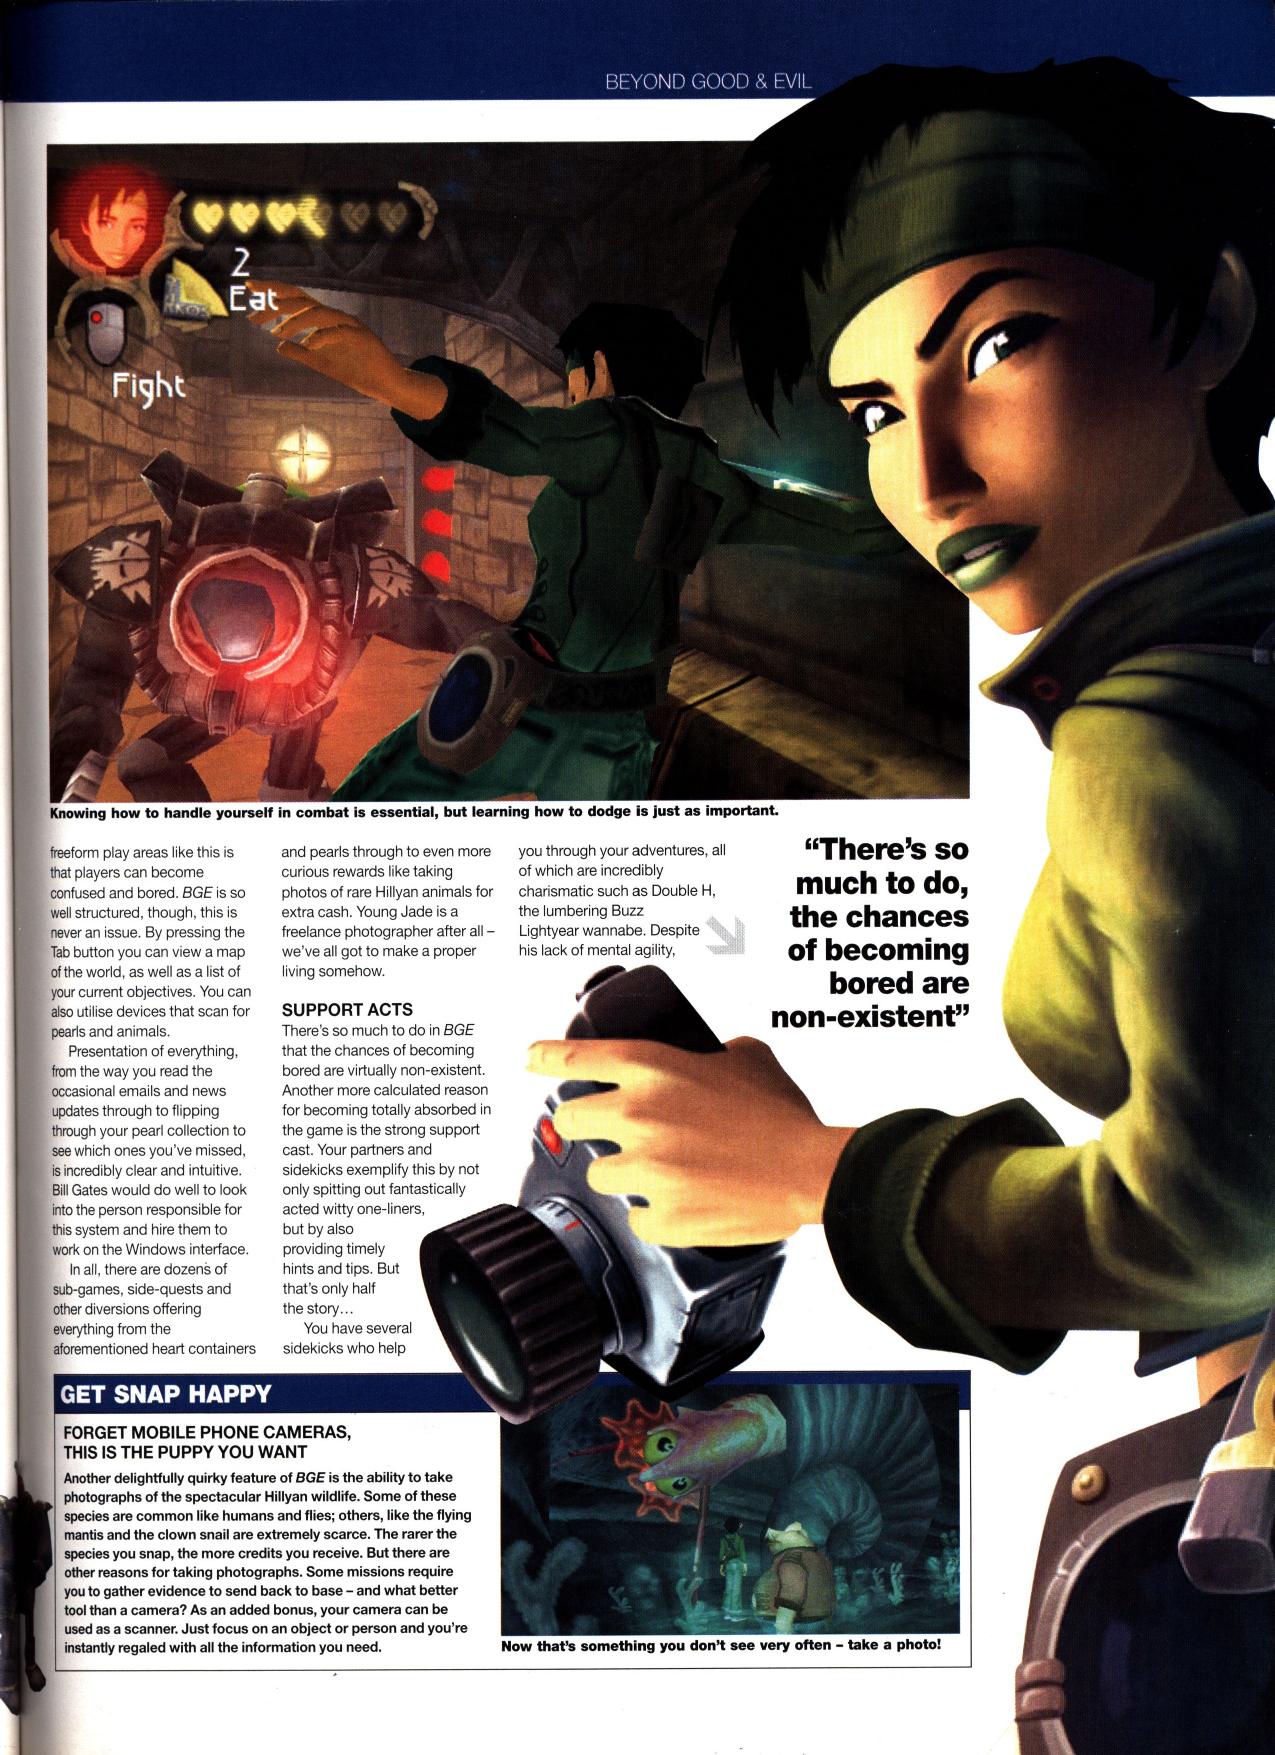 BEYOND GOOD & EVIL
2
Eat
Fight
Knowing how to handle yourself in combat is essential, but learning how to dodge is just as important.
freeform play areas like this is
that players can become
confused and bored. BGE is so
well structured, though, this is
never an issue. By pressing the
Tab button you can view a map
of the world, as well as a list of
your current objectives. You can
also utilise devices that scan for
pearls and animals.
Presentation of everything,
from the way you read the
occasional emails and news
updates through to flipping
through your pearl collection to
see which ones you've missed,
is incredibly clear and intuitive.
Bill Gates would do well to look
into the person responsible for
this system and hire them to
work on the Windows interface.
In all, there are dozens of
sub-games, side-quests and
other diversions offering
everything from the
aforementioned heart containers
and pearls through to even more
curious rewards like taking
photos of rare Hillyan animals for
extra cash. Young Jade is a
freelance photographer after all –
we've all got to make a proper
living somehow.
SUPPORT ACTS
There's so much to do in BGE
that the chances of becoming
bored are virtually non-existent.
Another more calculated reason
for becoming totally absorbed in
the game is the strong support
cast. Your partners and
sidekicks exemplify this by not
only spitting out fantastically
acted witty one-liners,
but by also
providing timely
hints and tips. But
that's only half
the story…
You have several
sidekicks who help
you through your adventures, all
of which are incredibly
charismatic such as Double H,
the lumbering Buzz
Lightyear wannabe. Despite
his lack of mental agility,
“There's so
much to do,
the chances
of becoming
bored are
non-existent”
GET SNAP HAPPY
FORGET MOBILE PHONE CAMERAS,
THIS IS THE PUPPY YOU WANT
Another delightfully quirky feature of BGE is the ability to take
photographs of the spectacular Hillyan wildlife. Some of these
species are common like humans and flies; others, like the flying
mantis and the clown snail are extremely scarce. The rarer the
species you snap, the more credits you receive. But there are
other reasons for taking photographs. Some missions require
you to gather evidence to send back to base – and what better
tool than a camera? As an added bonus, your camera can be
used as a scanner. Just focus on an object or person and you're
instantly regaled with all the information you need.
Now that's something you don't see very often – take a photo!